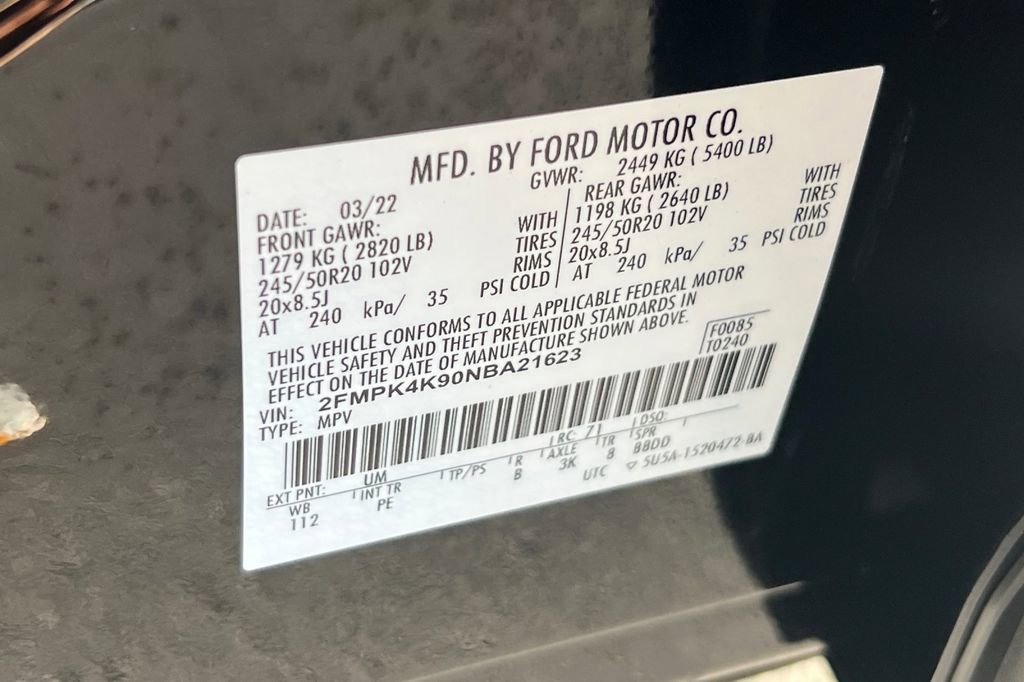 MFD. BY FORD MOTOR CO.
DATE: 03/22 GVWR: 2449 KG ( 5400 LB)
FRONT GAWR: WITH REAR GAWR: WITH
1279 KG ( 2820 LB) TIRES 1198 KG ( 2640 LB) TIRES
245/50R20 102V RIMS 245/50R20 102V RIMS
20x8.5J PSI COLD 20x8.5J PSI COLD
AT 240 kPa/ 35 AT 240 kPa/ 35
THIS VEHICLE CONFORMS TO ALL APPLICABLE FEDERAL MOTOR
VEHICLE SAFETY AND THEFT PREVENTION STANDARDS IN
EFFECT ON THE DATE OF MANUFACTURE SHOWN ABOVE.
F0085
T0240
VIN: 2FMPK4K90NBA21623
TYPE: MPV
EXT PNT: UM RC: 71 DSO:
WB INT TR TP/PS R AXLE TR SPR
112 PE B 3K 8 BBDD
UTC ▽ 5U5A-1520472-BA